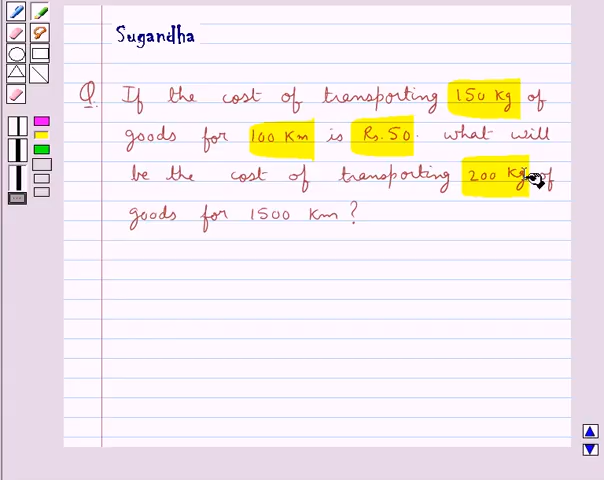 Sugandha
Q. If the cost of transporting 150 Kg of
goods for 100 Km is Rs.50. what will
be the cost of transporting 200 Kg of
goods for 1500 Km?